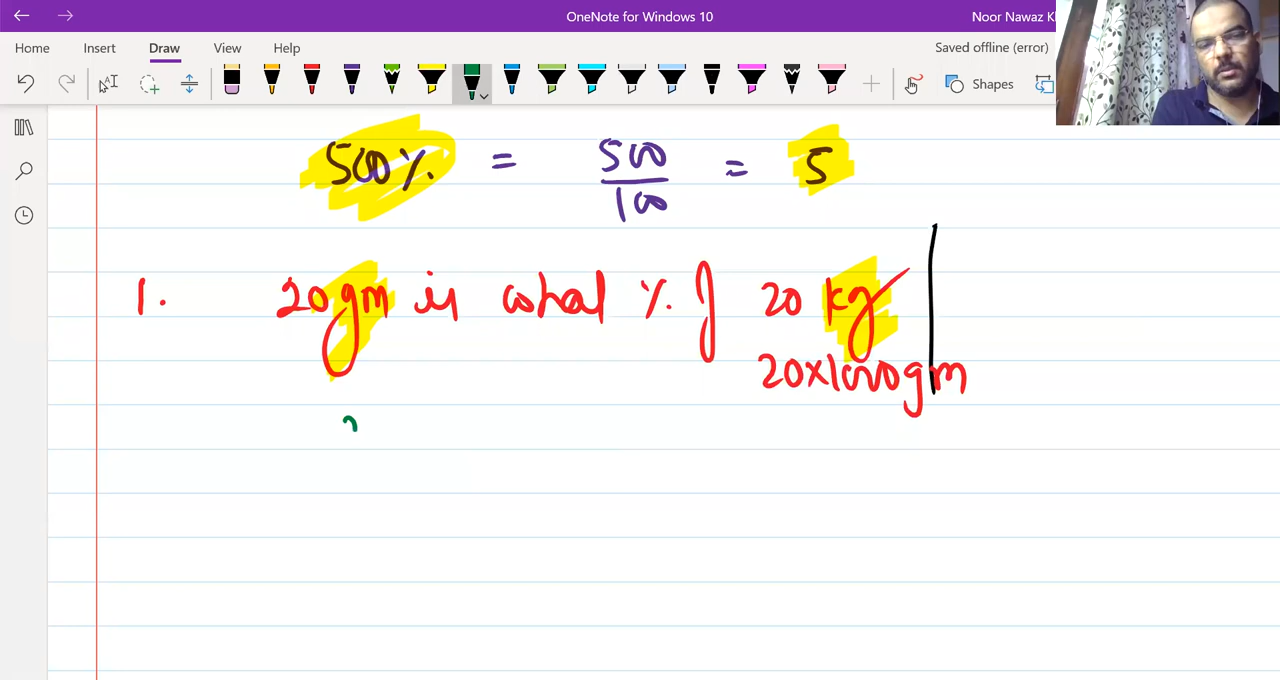 OneNote for Windows 10
Noor Nawaz Kh
Home Insert Draw View Help
Saved offline (error)
Shapes
500% = 500/100 = 5
1. 20gm is what % of 20 kg
20×1000gm